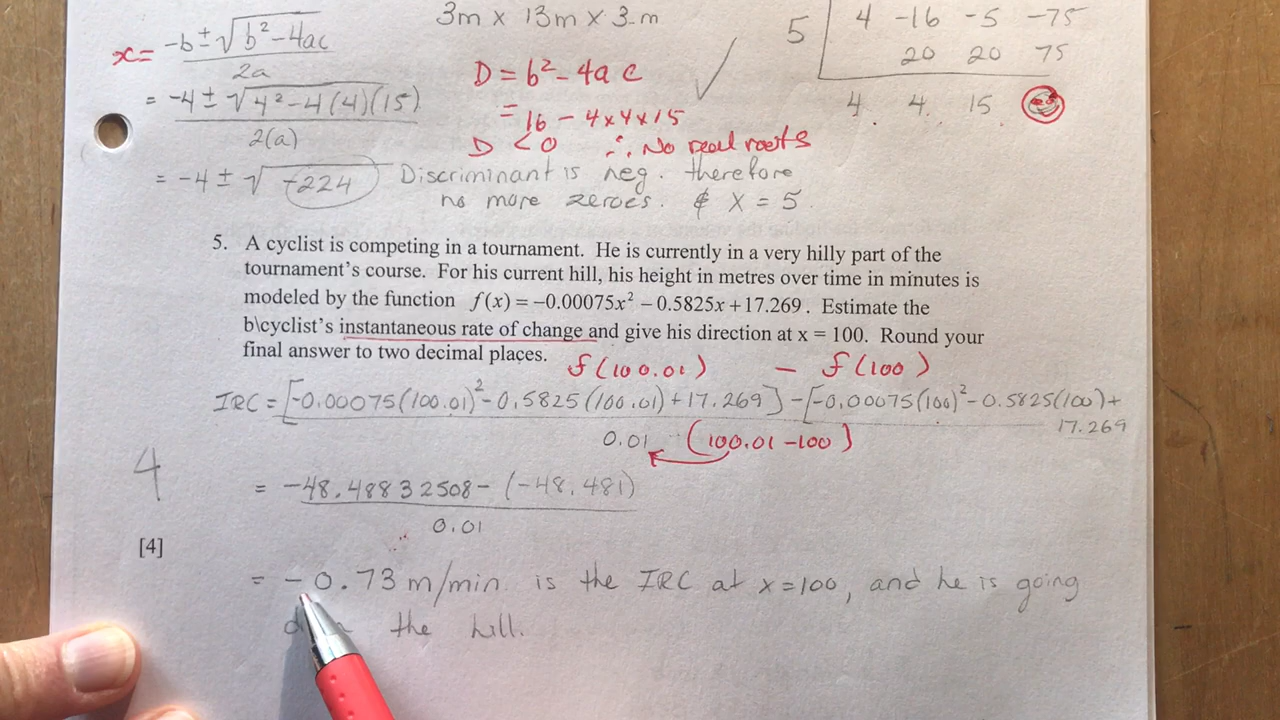 3m x 13m x 3 m
x = -b ± √b² - 4ac
2a
= -4 ± √4² - 4(4)(15)
2(a)
= -4 ± √-224
D = b² - 4ac
= 16 - 4x4x15
D < 0 ∴ No real roots
Discriminant is neg. therefore
no more zeroes. & x = 5.
5 | 4 -16 -5 -75
20 20 75
4 4 15
5. A cyclist is competing in a tournament. He is currently in a very hilly part of the
tournament's course. For his current hill, his height in metres over time in minutes is
modeled by the function f(x) = -0.00075x² - 0.5825x + 17.269. Estimate the
b\cyclist's instantaneous rate of change and give his direction at x = 100. Round your
final answer to two decimal places.
f(100.01) - f(100)
IRC = [-0.00075(100.01)² - 0.5825(100.01) + 17.269] - [-0.00075(100)² - 0.5825(100) +
17.269
0.01 (100.01 - 100)
4
= -48.48832508 - (-48.481)
0.01
[4]
= -0.73 m/min. is the IRC at x = 100, and he is going
the hill.